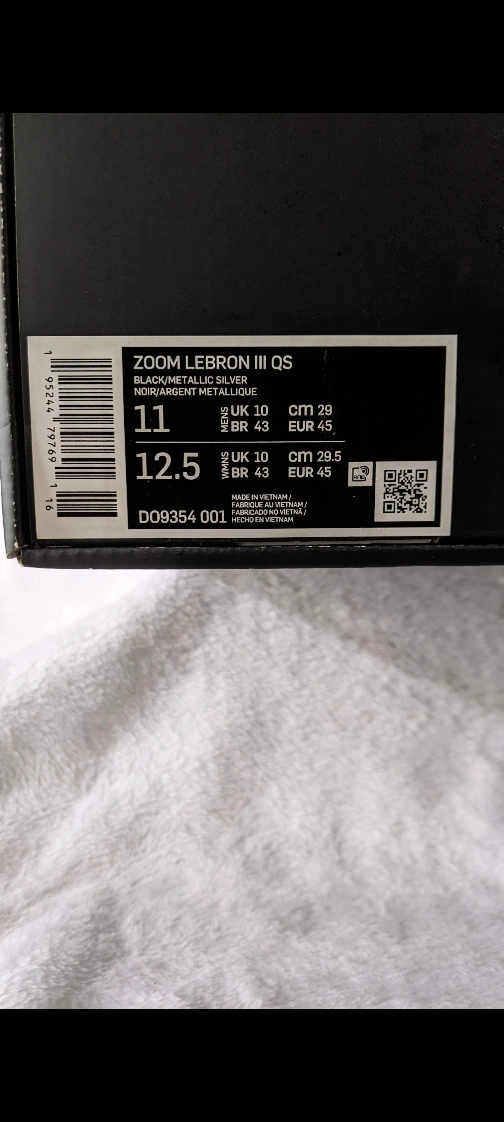 ZOOM LEBRON III QS
BLACK/METALLIC SILVER
NOIR/ARGENT METALLIQUE
11 MENS UK 10 cm 29
BR 43 EUR 45
12.5 WMNS UK 10 cm 29.5
BR 43 EUR 45
MADE IN VIETNAM /
FABRIQUE AU VIETNAM /
FABRICADO NO VIETNÃ /
HECHO EN VIETNAM
DO9354 001
1 95244 79769 1 16